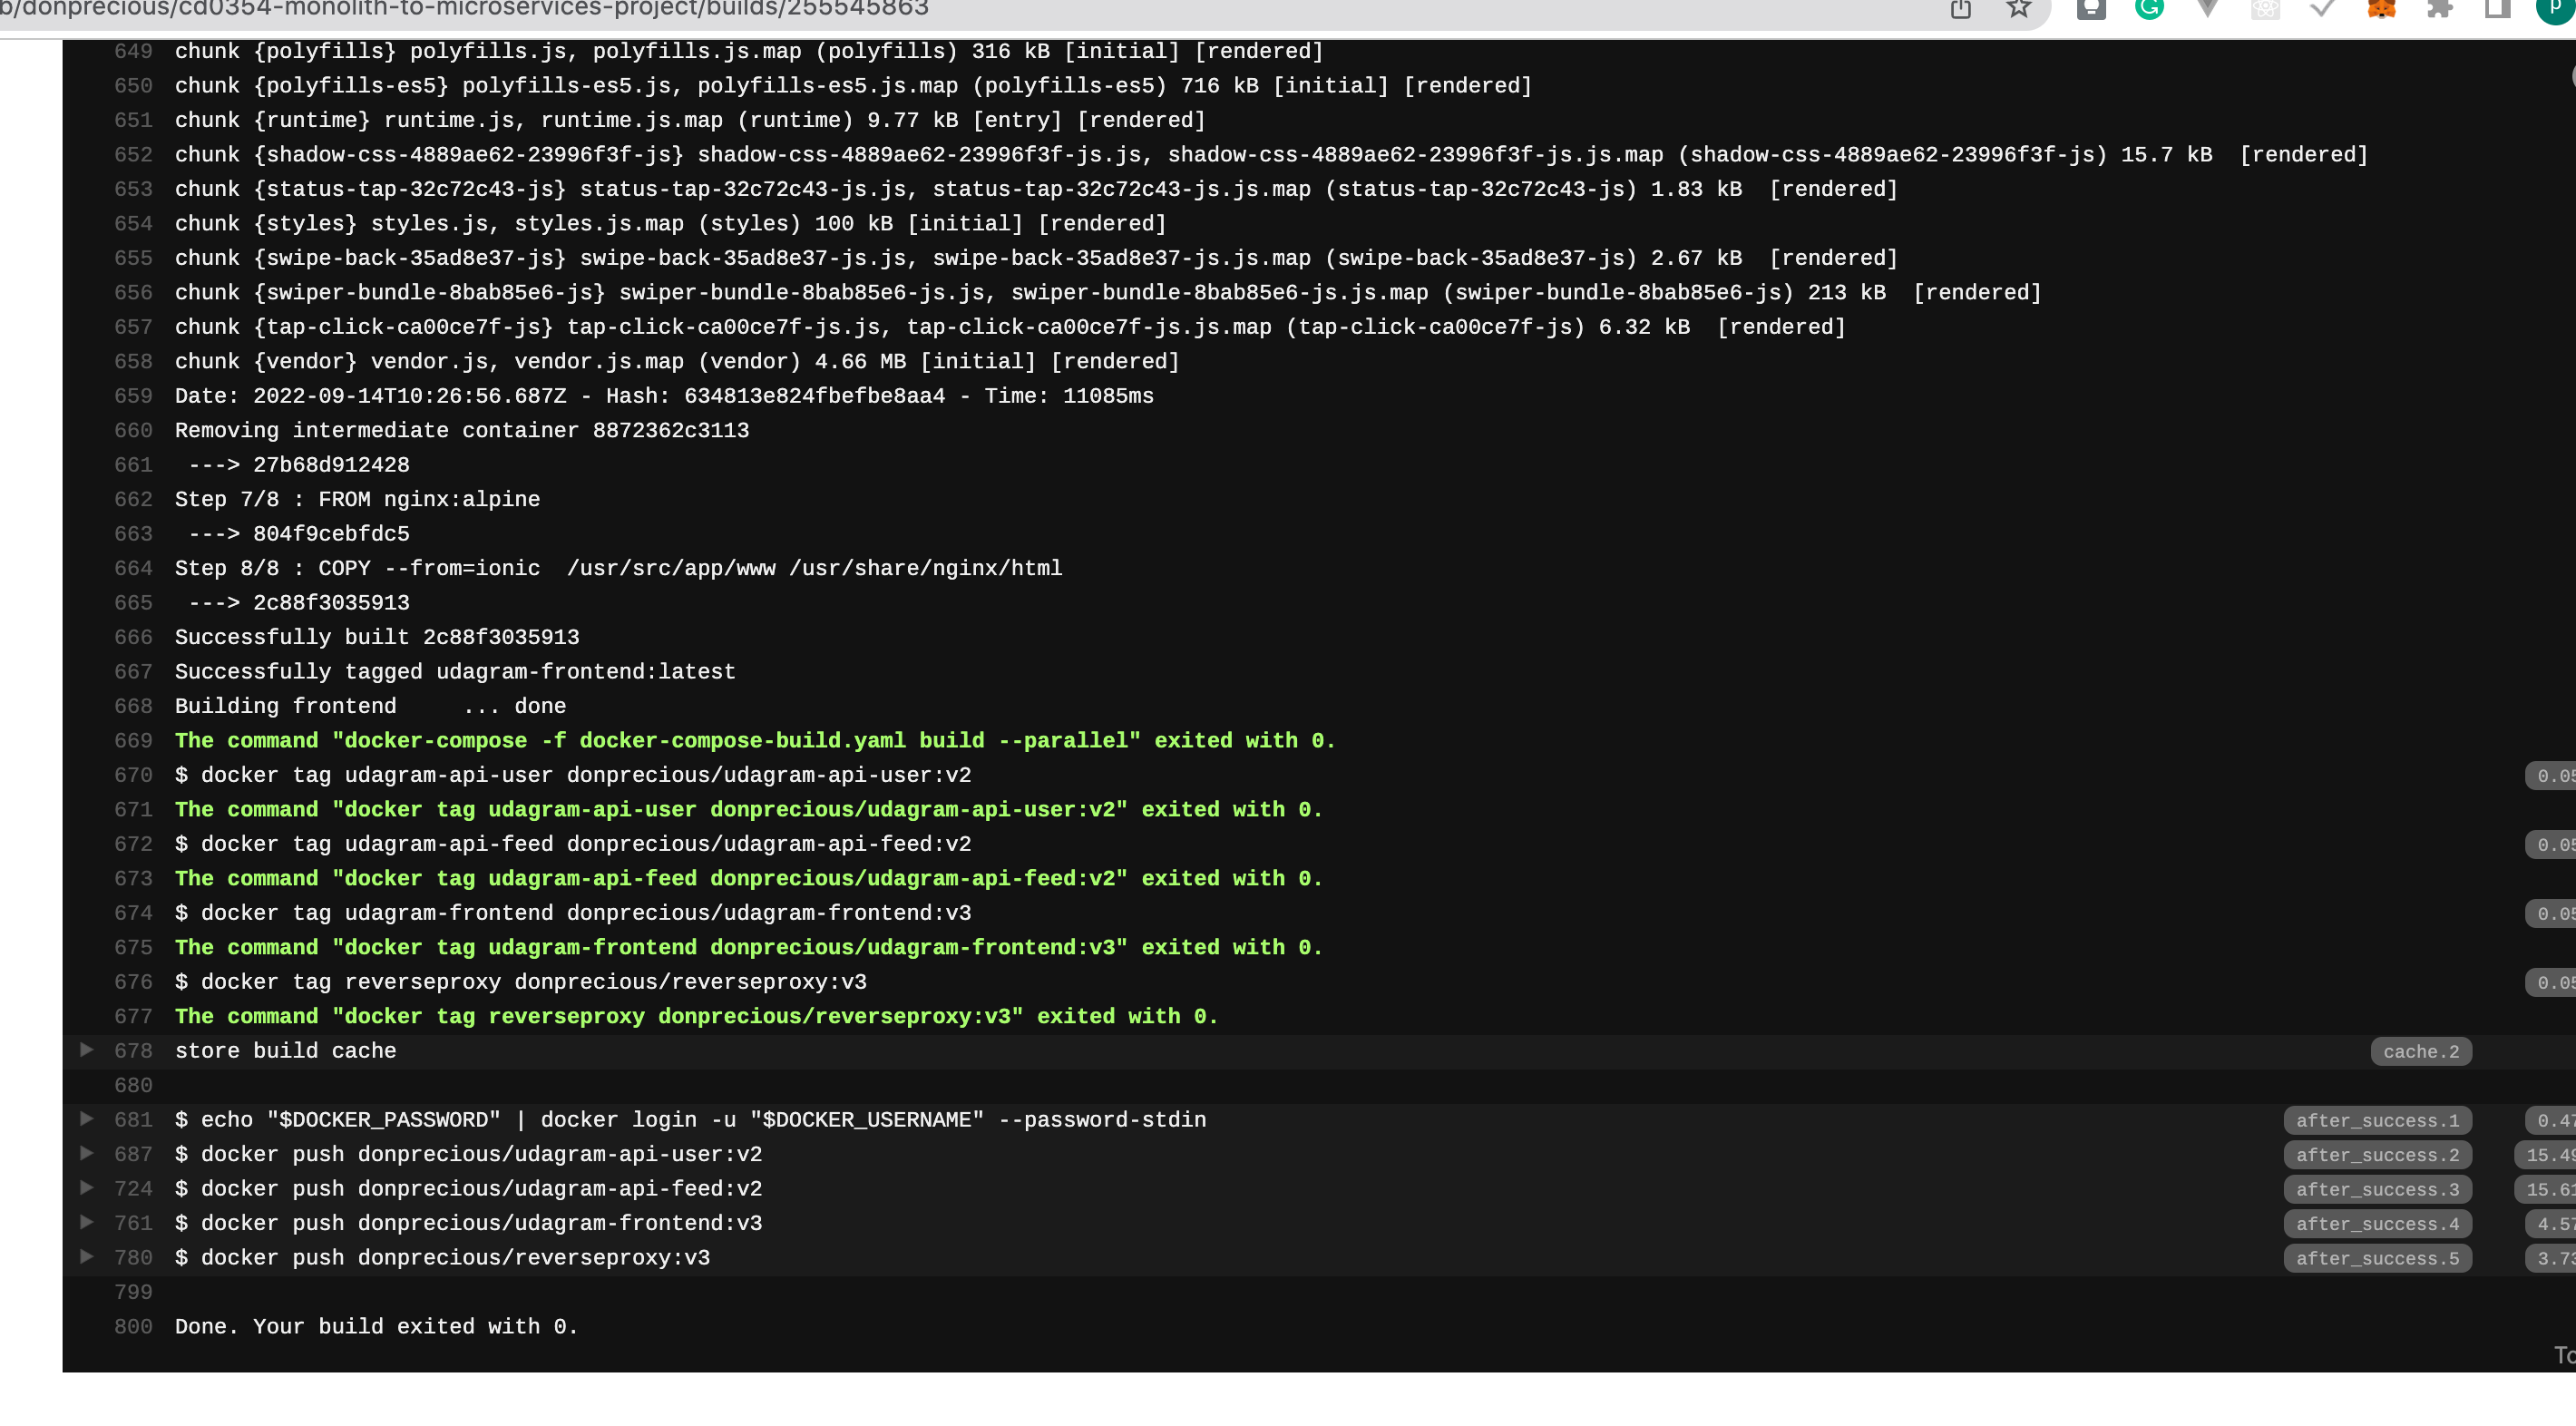 b/donprecious/cd0354-monolith-to-microservices-project/builds/255545863
649 chunk {polyfills} polyfills.js, polyfills.js.map (polyfills) 316 kB [initial] [rendered]
650 chunk {polyfills-es5} polyfills-es5.js, polyfills-es5.js.map (polyfills-es5) 716 kB [initial] [rendered]
651 chunk {runtime} runtime.js, runtime.js.map (runtime) 9.77 kB [entry] [rendered]
652 chunk {shadow-css-4889ae62-23996f3f-js} shadow-css-4889ae62-23996f3f-js.js, shadow-css-4889ae62-23996f3f-js.js.map (shadow-css-4889ae62-23996f3f-js) 15.7 kB  [rendered]
653 chunk {status-tap-32c72c43-js} status-tap-32c72c43-js.js, status-tap-32c72c43-js.js.map (status-tap-32c72c43-js) 1.83 kB  [rendered]
654 chunk {styles} styles.js, styles.js.map (styles) 100 kB [initial] [rendered]
655 chunk {swipe-back-35ad8e37-js} swipe-back-35ad8e37-js.js, swipe-back-35ad8e37-js.js.map (swipe-back-35ad8e37-js) 2.67 kB  [rendered]
656 chunk {swiper-bundle-8bab85e6-js} swiper-bundle-8bab85e6-js.js, swiper-bundle-8bab85e6-js.js.map (swiper-bundle-8bab85e6-js) 213 kB  [rendered]
657 chunk {tap-click-ca00ce7f-js} tap-click-ca00ce7f-js.js, tap-click-ca00ce7f-js.js.map (tap-click-ca00ce7f-js) 6.32 kB  [rendered]
658 chunk {vendor} vendor.js, vendor.js.map (vendor) 4.66 MB [initial] [rendered]
659 Date: 2022-09-14T10:26:56.687Z - Hash: 634813e824fbefbe8aa4 - Time: 11085ms
660 Removing intermediate container 8872362c3113
661  ---> 27b68d912428
662 Step 7/8 : FROM nginx:alpine
663  ---> 804f9cebfdc5
664 Step 8/8 : COPY --from=ionic  /usr/src/app/www /usr/share/nginx/html
665  ---> 2c88f3035913
666 Successfully built 2c88f3035913
667 Successfully tagged udagram-frontend:latest
668 Building frontend     ... done
669 The command "docker-compose -f docker-compose-build.yaml build --parallel" exited with 0.
670 $ docker tag udagram-api-user donprecious/udagram-api-user:v2 0.05
671 The command "docker tag udagram-api-user donprecious/udagram-api-user:v2" exited with 0.
672 $ docker tag udagram-api-feed donprecious/udagram-api-feed:v2 0.05
673 The command "docker tag udagram-api-feed donprecious/udagram-api-feed:v2" exited with 0.
674 $ docker tag udagram-frontend donprecious/udagram-frontend:v3 0.05
675 The command "docker tag udagram-frontend donprecious/udagram-frontend:v3" exited with 0.
676 $ docker tag reverseproxy donprecious/reverseproxy:v3 0.05
677 The command "docker tag reverseproxy donprecious/reverseproxy:v3" exited with 0.
678 store build cache cache.2
680
681 $ echo "$DOCKER_PASSWORD" | docker login -u "$DOCKER_USERNAME" --password-stdin after_success.1 0.47
687 $ docker push donprecious/udagram-api-user:v2 after_success.2 15.49
724 $ docker push donprecious/udagram-api-feed:v2 after_success.3 15.61
761 $ docker push donprecious/udagram-frontend:v3 after_success.4 4.57
780 $ docker push donprecious/reverseproxy:v3 after_success.5 3.73
799
800 Done. Your build exited with 0.